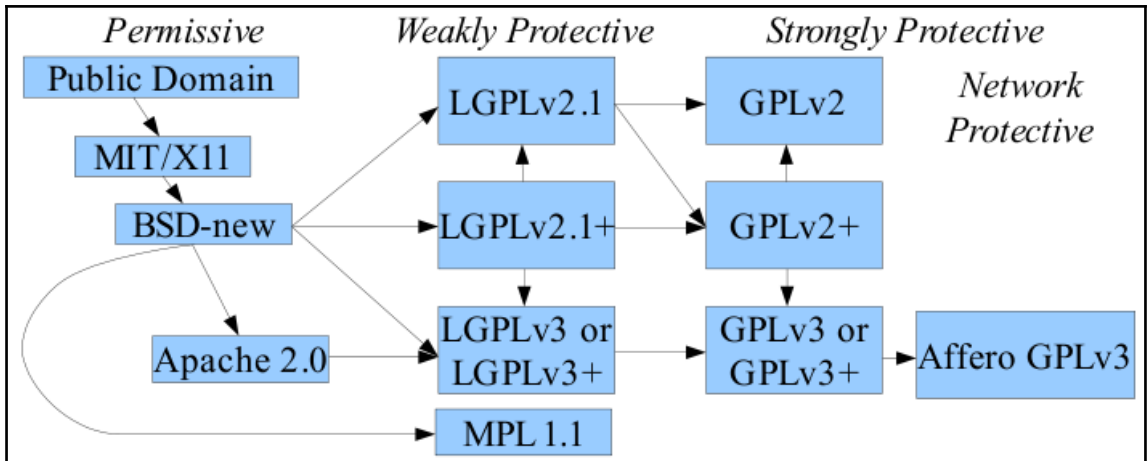 Permissive
Weakly Protective
Strongly Protective
Network
Protective
Public Domain
MIT/X11
BSD-new
Apache 2.0
LGPLv2.1
LGPLv2.1+
LGPLv3 or
LGPLv3+
MPL 1.1
GPLv2
GPLv2+
GPLv3 or
GPLv3+
Affero GPLv3